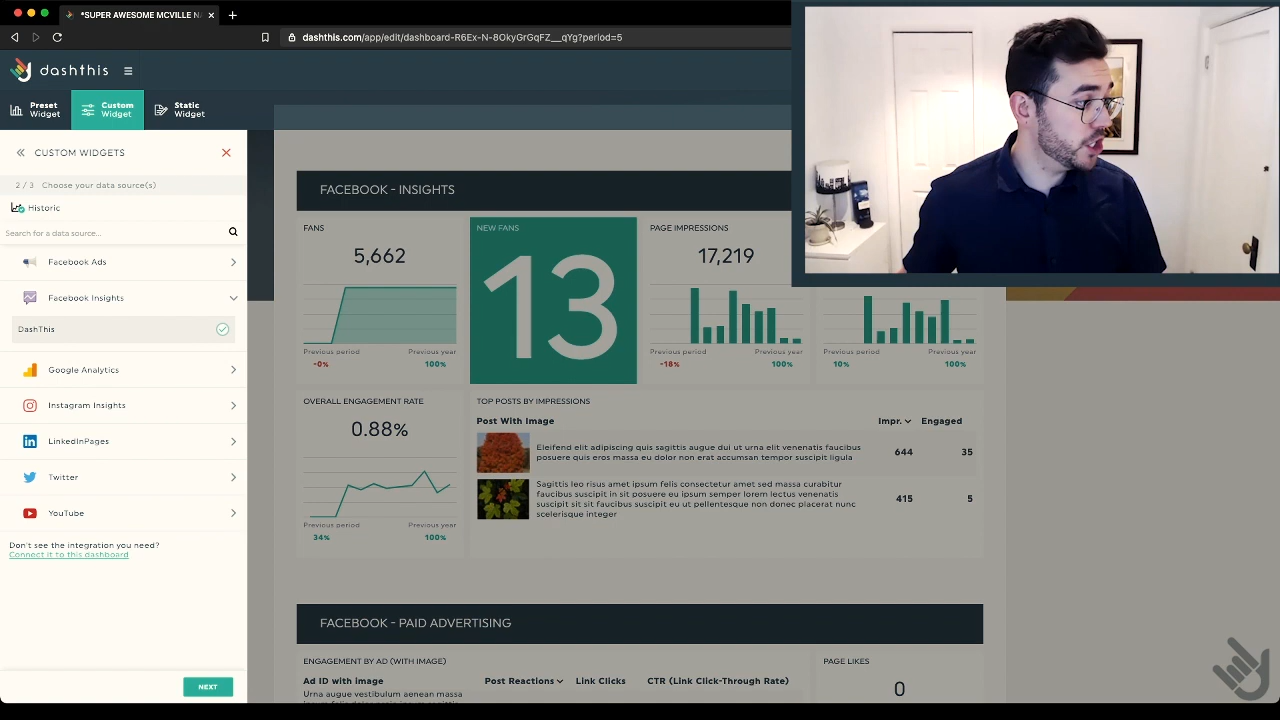 *SUPER AWESOME MCVILLE NA
dashthis.com/app/edit/dashboard-R6Ex-N-8OkyGrGqFZ__qYg?period=5
dashthis
Preset Widget
Custom Widget
Static Widget
CUSTOM WIDGETS
2 / 3 Choose your data source(s)
Historic
Search for a data source...
Facebook Ads
Facebook Insights
DashThis
Google Analytics
Instagram Insights
LinkedInPages
Twitter
YouTube
Don't see the integration you need?
Connect it to this dashboard
NEXT
FACEBOOK - INSIGHTS
FANS
5,662
Previous period
Previous year
-0%
100%
NEW FANS
13
PAGE IMPRESSIONS
17,219
Previous period
Previous year
-18%
100%
Previous period
Previous year
10%
100%
OVERALL ENGAGEMENT RATE
0.88%
Previous period
Previous year
34%
100%
TOP POSTS BY IMPRESSIONS
Post With Image
Impr.
Engaged
Eleifend elit adipiscing quis sagittis augue dui ut urna elit venenatis faucibus
posuere quis eros massa eu dolor non erat accumsan tempor suscipit ligula
644
35
Sagittis leo risus amet ipsum felis consectetur amet sed massa curabitur
faucibus suscipit in sit posuere eu ipsum semper lorem lectus venenatis
suscipit sit sit faucibus suscipit eu ut pellentesque non donec placerat nunc
scelerisque integer
415
5
FACEBOOK - PAID ADVERTISING
ENGAGEMENT BY AD (WITH IMAGE)
Ad ID with image
Post Reactions
Link Clicks
CTR (Link Click-Through Rate)
Urna augue vestibulum aenean massa
PAGE LIKES
0